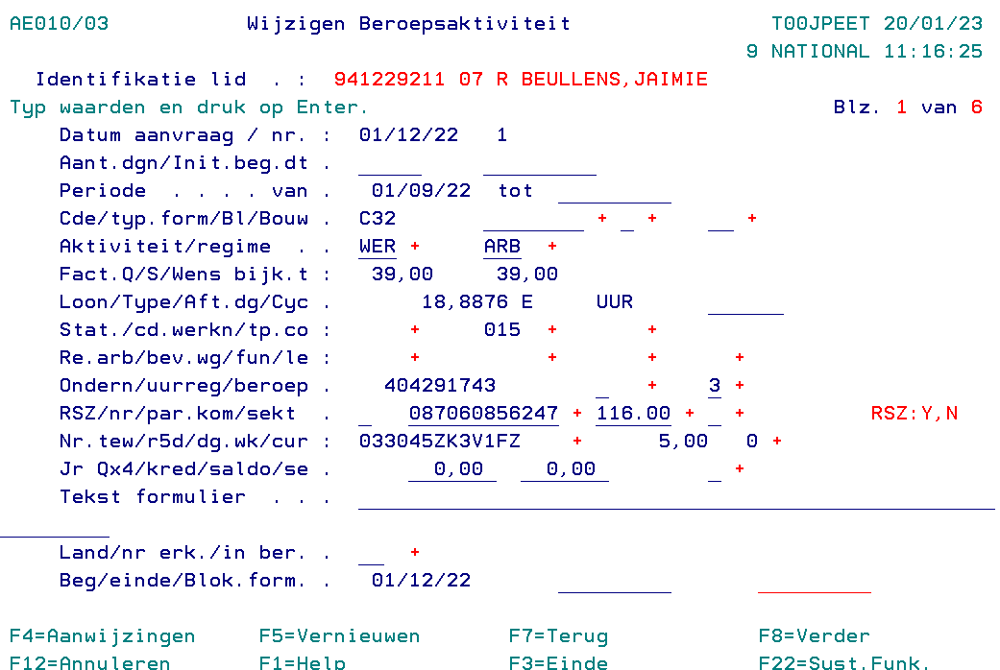 AE010/03 Wijzigen Beroepsaktiviteit T00JPEET 20/01/23
9 NATIONAL 11:16:25
Identifikatie lid . : 941229211 07 R BEULLENS,JAIMIE
Typ waarden en druk op Enter. Blz. 1 van 6
Datum aanvraag / nr. : 01/12/22 1
Aant.dgn/Init.beg.dt .
Periode . . . . van . 01/09/22 tot
Cde/typ.form/Bl/Bouw . C32 + + +
Aktiviteit/regime . . WER + ARB +
Fact.Q/S/Wens bijk.t : 39,00 39,00
Loon/Type/Aft.dg/Cyc . 18,8876 E UUR
Stat./cd.werkn/tp.co : + 015 + +
Re.arb/bev.wg/fun/le : + + + +
Ondern/uurreg/beroep . 404291743 + 3 +
RSZ/nr/par.kom/sekt . 087060856247 + 116.00 + + RSZ:Y,N
Nr.tew/r5d/dg.wk/cur : 033045ZK3V1FZ + 5,00 0 +
Jr Qx4/kred/saldo/se . 0,00 0,00 +
Tekst formulier . . .
Land/nr erk./in ber. . +
Beg/einde/Blok.form. . 01/12/22
F4=Aanwijzingen F5=Vernieuwen F7=Terug F8=Verder
F12=Annuleren F1=Help F3=Einde F22=Sust.Funk.